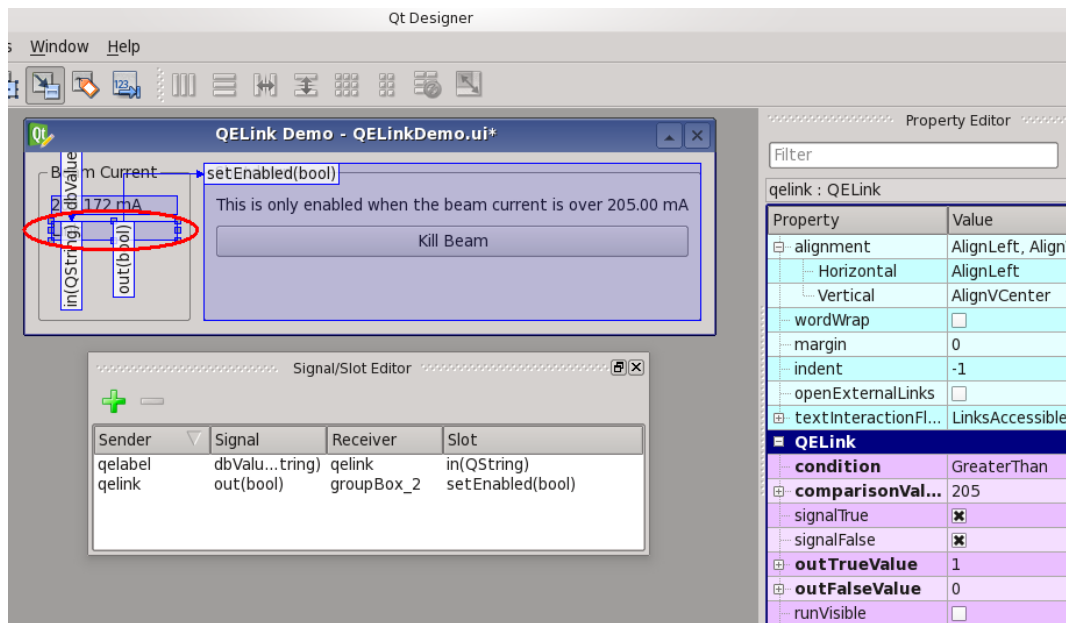 Qt Designer
s Window Help
123
Property Editor
Qt QELink Demo - QELinkDemo.ui*
Filter
qelink : QELink
Property Value
alignment AlignLeft, Align
Horizontal AlignLeft
Vertical AlignVCenter
wordWrap
margin 0
indent -1
openExternalLinks
textInteractionFl... LinksAccessible
QELink
condition GreaterThan
comparisonVal... 205
signalTrue
signalFalse
outTrueValue 1
outFalseValue 0
runVisible
m Current
dbValue
setEnabled(bool)
172 mA
This is only enabled when the beam current is over 205.00 mA
in(QString)
out(bool)
Kill Beam
Signal/Slot Editor
Sender Signal Receiver Slot
qelabel dbValu...tring) qelink in(QString)
qelink out(bool) groupBox_2 setEnabled(bool)